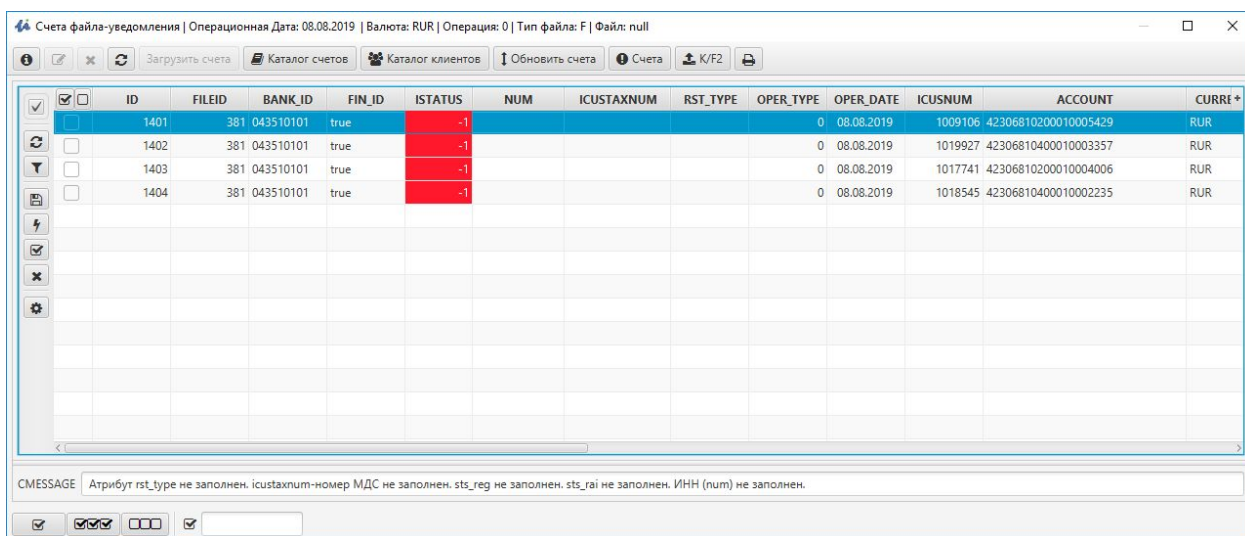 Счета файла-уведомления | Операционная Дата: 08.08.2019 | Валюта: RUR | Операция: 0 | Тип файла: F | Файл: null
Загрузить счета Каталог счетов Каталог клиентов Обновить счета Счета K/F2
ID FILEID BANK_ID FIN_ID ISTATUS NUM ICUSTAXNUM RST_TYPE OPER_TYPE OPER_DATE ICUSNUM ACCOUNT CURRE +
1401 381 043510101 true -1 0 08.08.2019 1009106 42306810200010005429 RUR
1402 381 043510101 true -1 0 08.08.2019 1019927 42306810400010003357 RUR
1403 381 043510101 true -1 0 08.08.2019 1017741 42306810200010004006 RUR
1404 381 043510101 true -1 0 08.08.2019 1018545 42306810400010002235 RUR
CMESSAGE Атрибут rst_type не заполнен. icustaxnum-номер МДС не заполнен. sts_reg не заполнен. sts_rai не заполнен. ИНН (num) не заполнен.